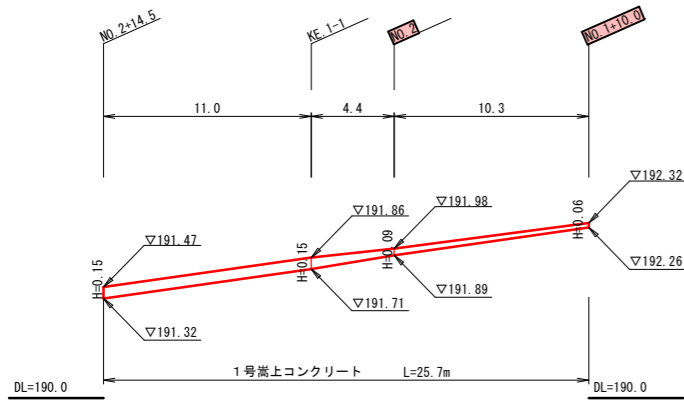 NO.2+14.5
KE.1-1
NO.2
NO.1+10.0
11.0
4.4
10.3
▽192.32
▽191.98
▽191.86
▽191.47
H=0.06
H=0.09
H=0.15
H=0.15
▽192.26
▽191.89
▽191.71
▽191.32
1号嵩上コンクリート L=25.7m
DL=190.0
DL=190.0